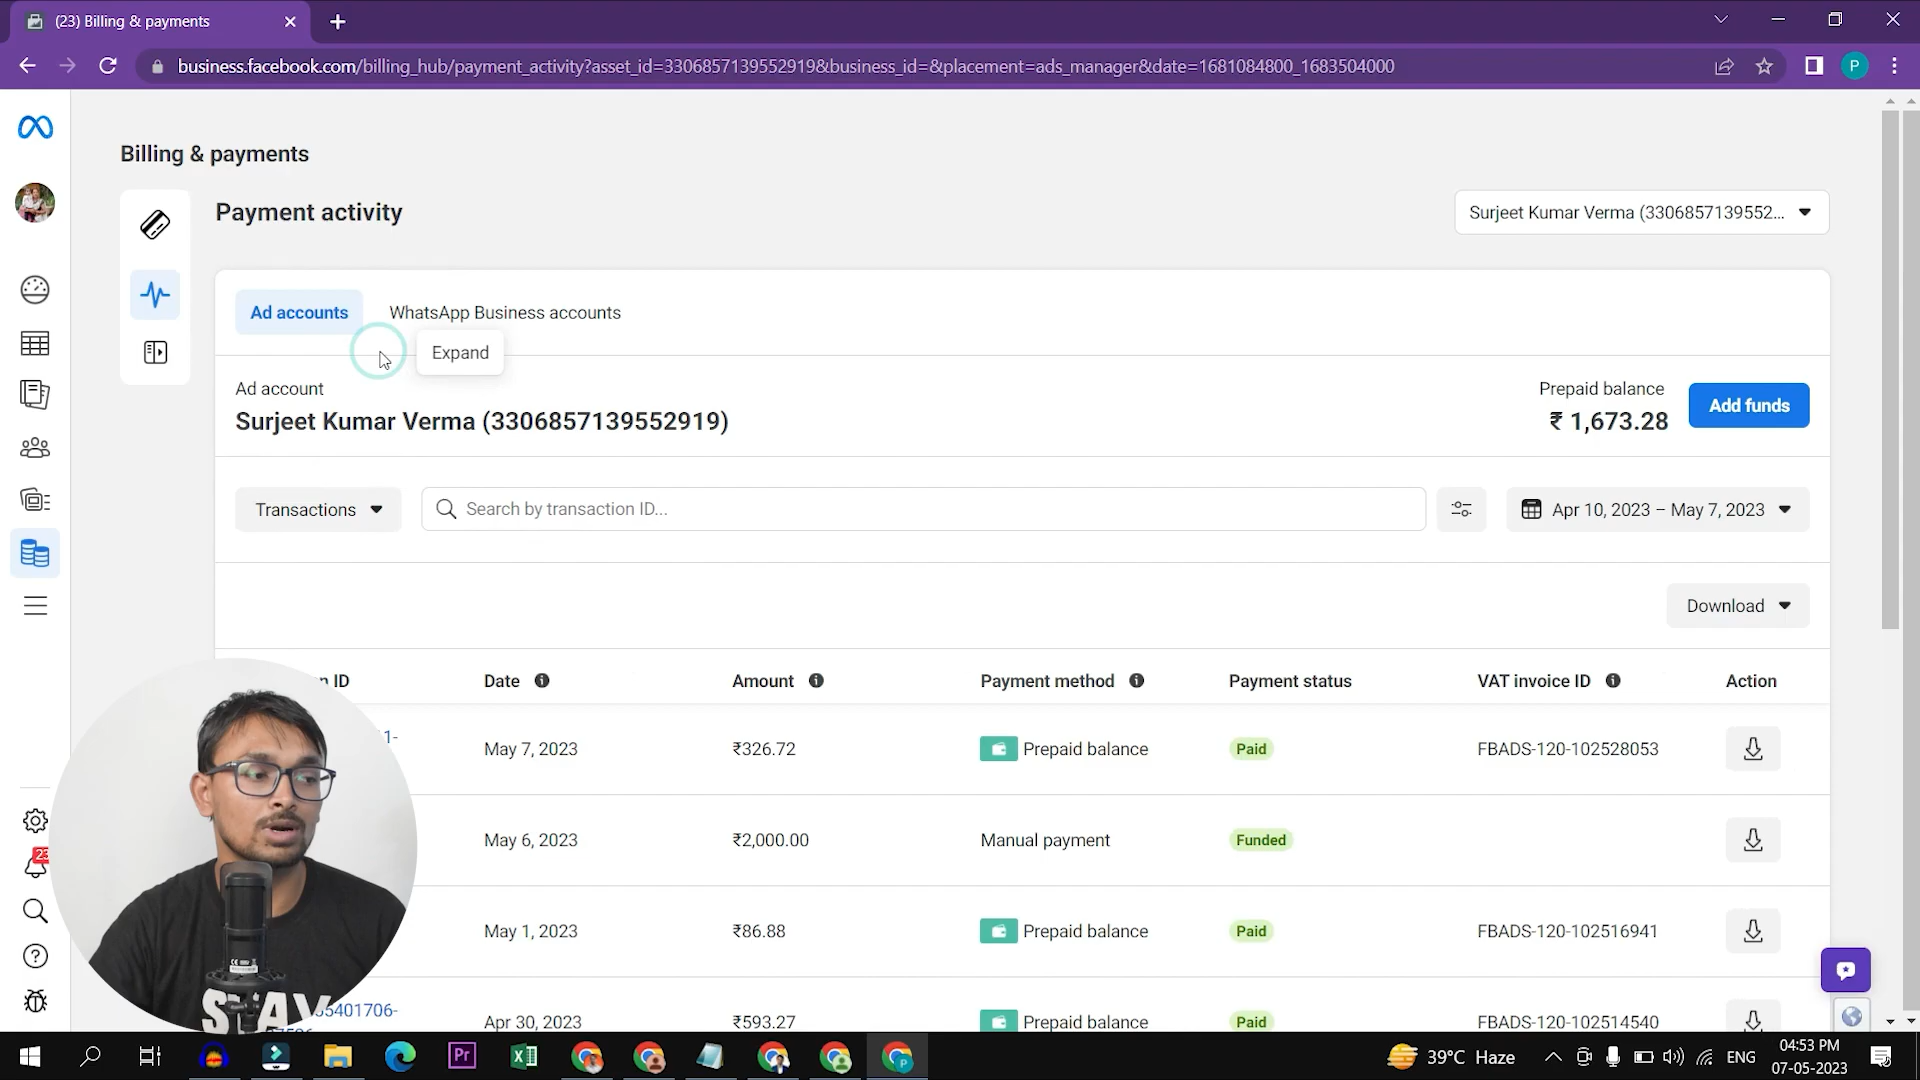 (23) Billing & payments
business.facebook.com/billing_hub/payment_activity?asset_id=3306857139552919&business_id=&placement=ads_manager&date=1681084800_1683504000
P
Billing & payments
Payment activity
Surjeet Kumar Verma (3306857139552...
Ad accounts
WhatsApp Business accounts
Expand
Ad account
Surjeet Kumar Verma (3306857139552919)
Prepaid balance
₹ 1,673.28
Add funds
Transactions
Search by transaction ID...
Apr 10, 2023 – May 7, 2023
Download
n ID
Date
Amount
Payment method
Payment status
VAT invoice ID
Action
1-
May 7, 2023
₹326.72
Prepaid balance
Paid
FBADS-120-102528053
May 6, 2023
₹2,000.00
Manual payment
Funded
May 1, 2023
₹86.88
Prepaid balance
Paid
FBADS-120-102516941
55401706-
Apr 30, 2023
₹593.27
Prepaid balance
Paid
FBADS-120-102514540
23
STAY
Pr
39°C Haze
ENG
04:53 PM
07-05-2023